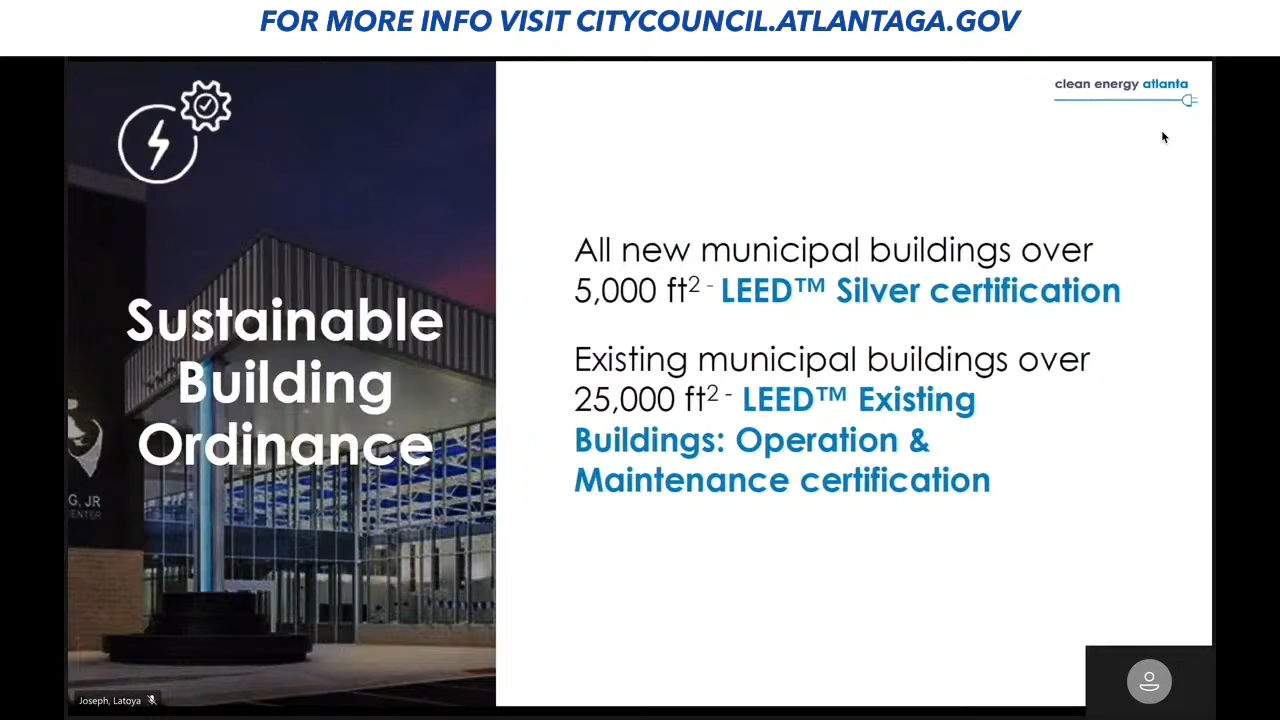 FOR MORE INFO VISIT CITYCOUNCIL.ATLANTAGA.GOV
clean energy atlanta
Sustainable
Building
Ordinance
All new municipal buildings over
5,000 ft² - LEED™ Silver certification
Existing municipal buildings over
25,000 ft² - LEED™ Existing
Buildings: Operation &
Maintenance certification
G, JR
ENTER
Joseph, Latoya